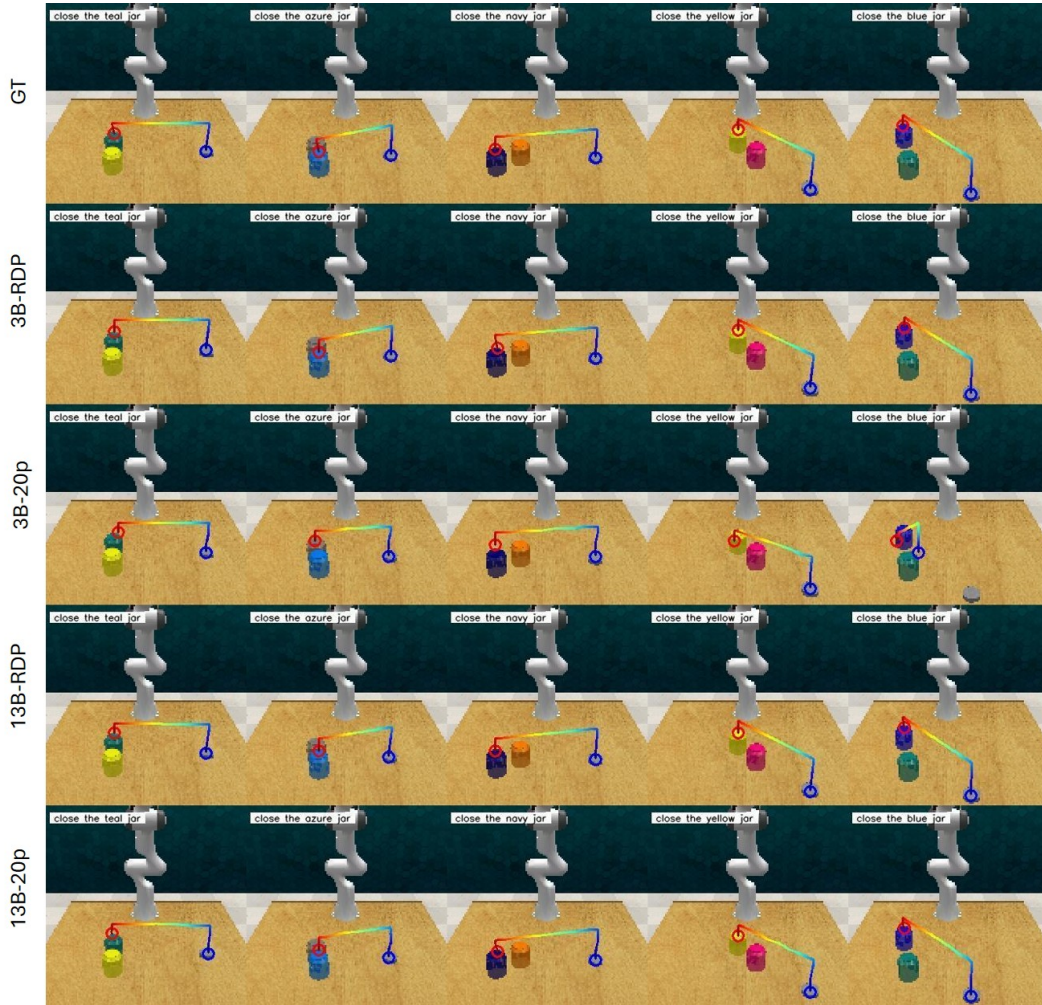 GT
close the teal jar
close the azure jar
close the navy jar
close the yellow jar
close the blue jar
3B-RDP
close the teal jar
close the azure jar
close the navy jar
close the yellow jar
close the blue jar
3B-20p
close the teal jar
close the azure jar
close the navy jar
close the yellow jar
close the blue jar
13B-RDP
close the teal jar
close the azure jar
close the navy jar
close the yellow jar
close the blue jar
13B-20p
close the teal jar
close the azure jar
close the navy jar
close the yellow jar
close the blue jar